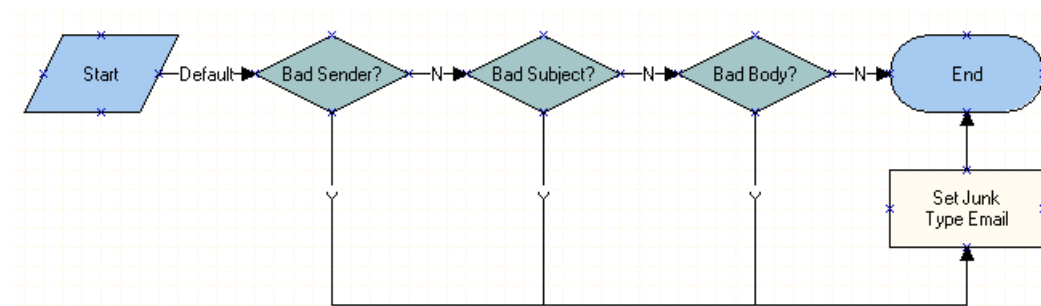 Start
Default
Bad Sender?
N
Bad Subject?
N
Bad Body?
N
End
Y
Y
Y
Set Junk
Type Email